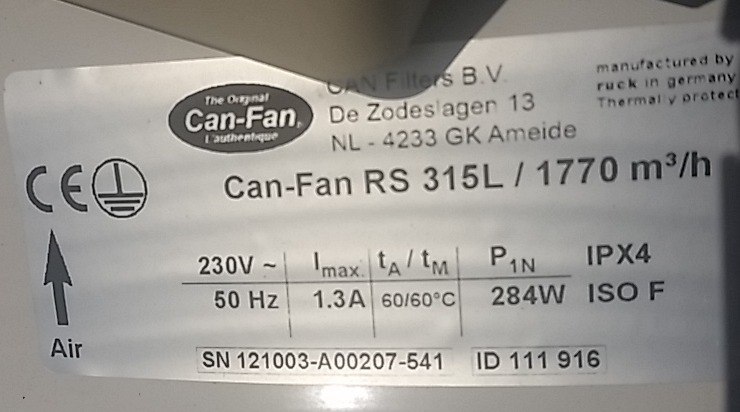 The Original
Can-Fan
L'authentique
CAN Filters B.V.
De Zodeslagen 13
NL - 4233 GK Ameide
manufactured by
ruck in germany
Thermally protect
CE
Can-Fan RS 315L / 1770 m³/h
230V ~ Imax. tA / tM P1N IPX4
50 Hz 1.3A 60/60°C 284W ISO F
Air
SN 121003-A00207-541 ID 111 916